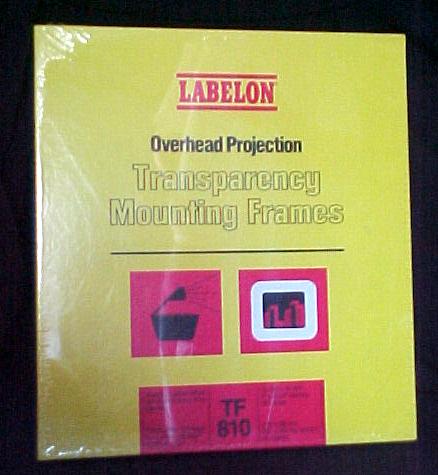 LABELON
Overhead Projection
Transparency
Mounting Frames
TF
810